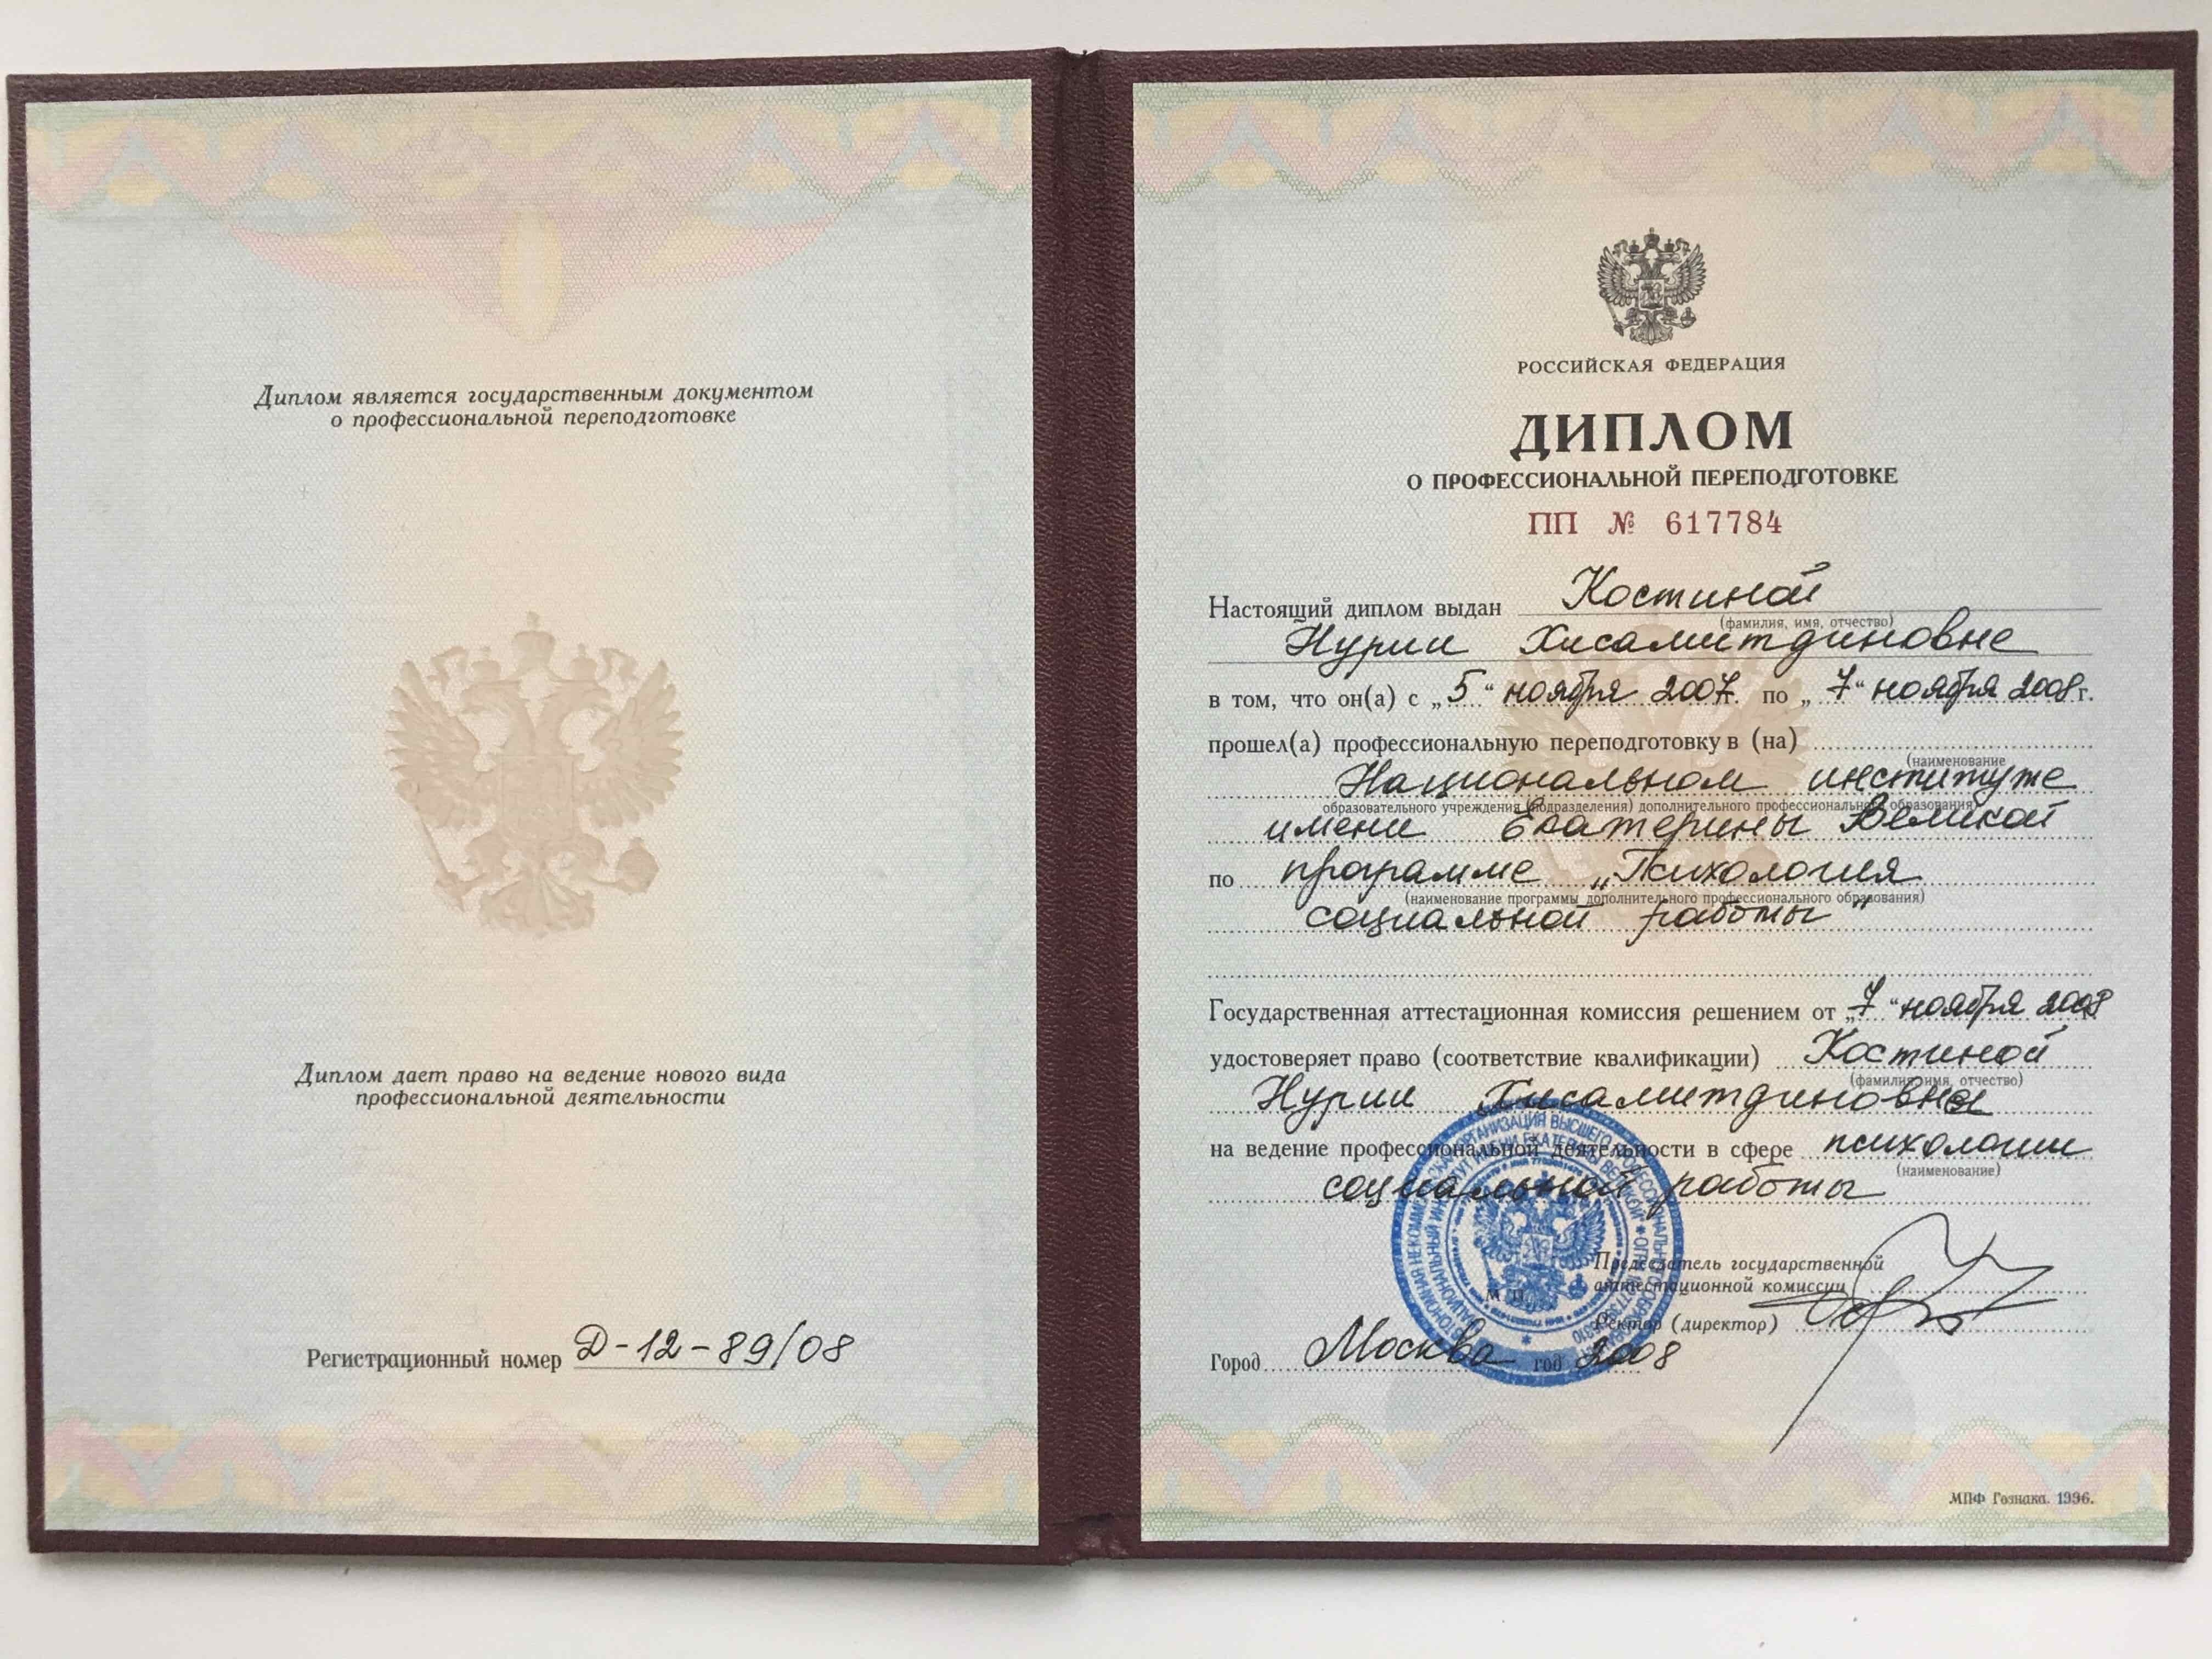 Диплом является государственным документом
о профессиональной переподготовке
Диплом дает право на ведение нового вида
профессиональной деятельности
Регистрационный номер Д-12-89/08
РОССИЙСКАЯ ФЕДЕРАЦИЯ
ДИПЛОМ
О ПРОФЕССИОНАЛЬНОЙ ПЕРЕПОДГОТОВКЕ
ПП № 617784
Настоящий диплом выдан Костиной
(фамилия, имя, отчество)
Нурии Хисамитдиновне
в том, что он(а) с „5“ ноября 2007г. по „7“ ноября 2008г.
прошел(а) профессиональную переподготовку в (на)
(наименование
Национальном институте
образовательного учреждения (подразделения) дополнительного профессионального образования)
имени Екатерины Великой
по программе „Психология
(наименование программы дополнительного профессионального образования)
социальной работы“
Государственная аттестационная комиссия решением от „7“ ноября 2008
удостоверяет право (соответствие квалификации) Костиной
(фамилия, имя, отчество)
Нурии Хисамитдиновны
на ведение профессиональной деятельности в сфере психологии
(наименование)
социальной работы
Председатель государственной
аттестационной комиссии
М.П.
Ректор (директор)
Город Москва год 2008
МПФ Гознака. 1996.